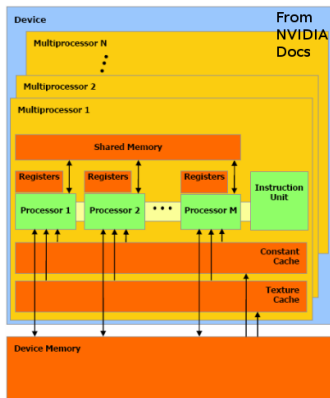 Device
From
NVIDIA
Docs
Multiprocessor N
Multiprocessor 2
Multiprocessor 1
Shared Memory
Registers
Registers
Registers
Processor 1
Processor 2
Processor M
Instruction
Unit
Constant
Cache
Texture
Cache
Device Memory